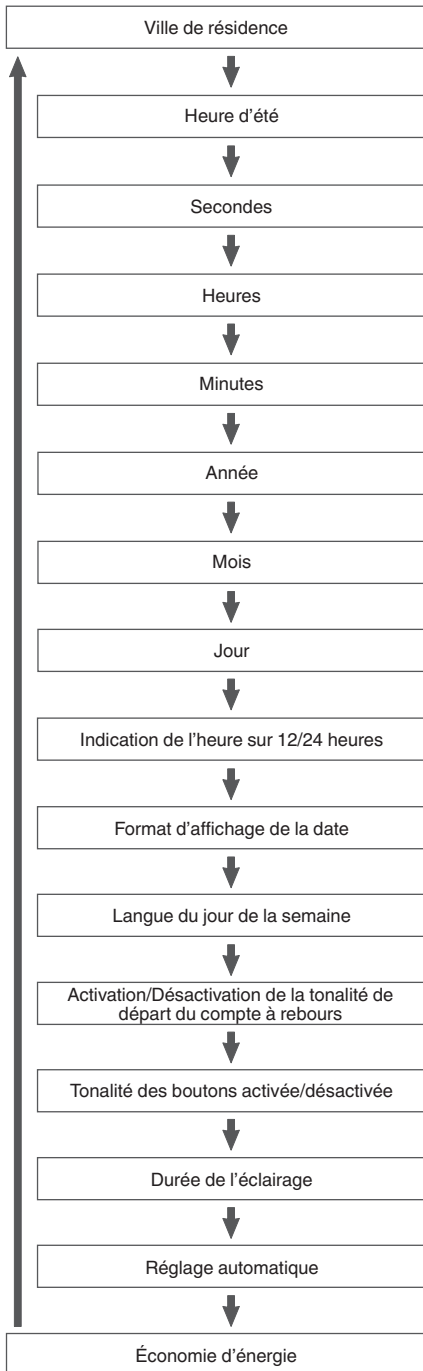 Ville de résidence
Heure d’été
Secondes
Heures
Minutes
Année
Mois
Jour
Indication de l’heure sur 12/24 heures
Format d’affichage de la date
Langue du jour de la semaine
Activation/Désactivation de la tonalité de
départ du compte à rebours
Tonalité des boutons activée/désactivée
Durée de l’éclairage
Réglage automatique
Économie d’énergie